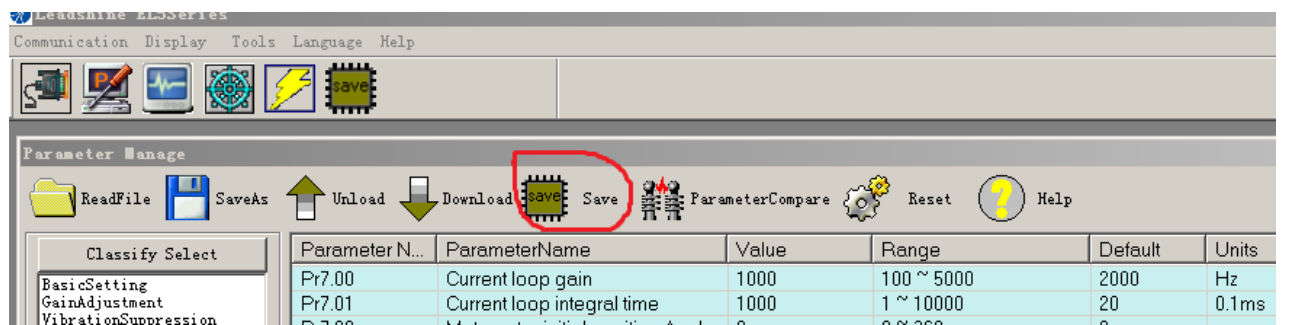 Leadshine EL5Series
Communication Display Tools Language Help
save
Parameter Manage
ReadFile SaveAs Unload Download save Save ParameterCompare Reset ? Help
Classify Select
BasicSetting
GainAdjustment
VibrationSuppression
Parameter N... ParameterName Value Range Default Units
Pr7.00 Current loop gain 1000 100 ~ 5000 2000 Hz
Pr7.01 Current loop integral time 1000 1 ~ 10000 20 0.1ms